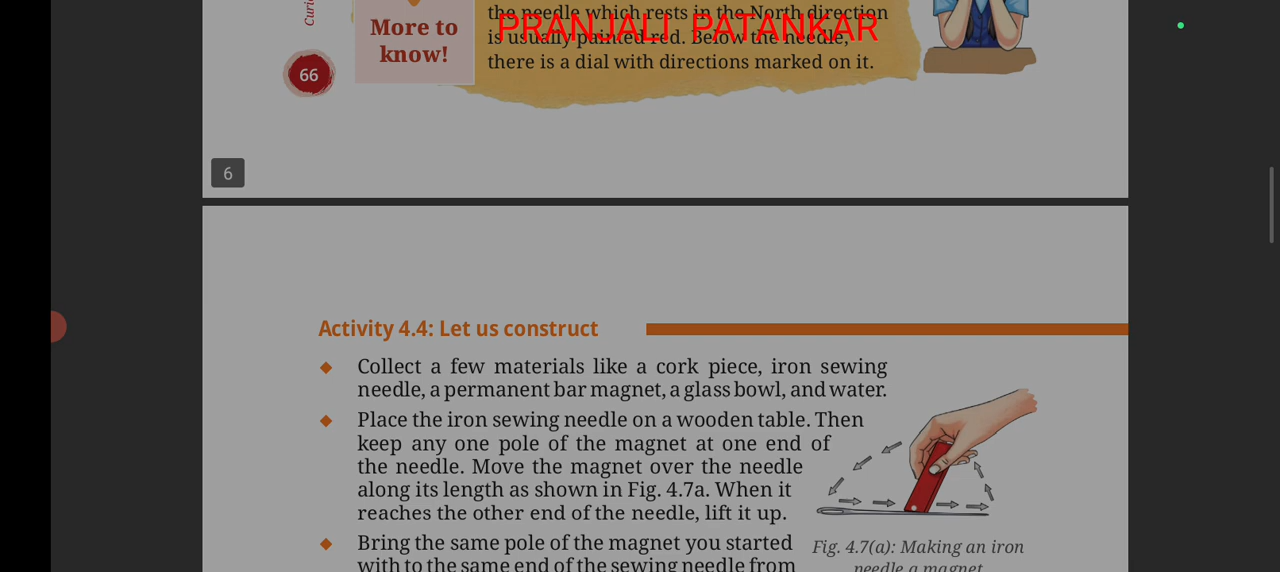 Curi
the needle which rests in the North direction
PRANJALI PATANKAR
More to
know!
is usually painted red. Below the needle,
there is a dial with directions marked on it.
66
6
Activity 4.4: Let us construct
Collect a few materials like a cork piece, iron sewing
needle, a permanent bar magnet, a glass bowl, and water.
Place the iron sewing needle on a wooden table. Then
keep any one pole of the magnet at one end of
the needle. Move the magnet over the needle
along its length as shown in Fig. 4.7a. When it
reaches the other end of the needle, lift it up.
Bring the same pole of the magnet you started
with to the same end of the sewing needle from
Fig. 4.7(a): Making an iron
needle a magnet